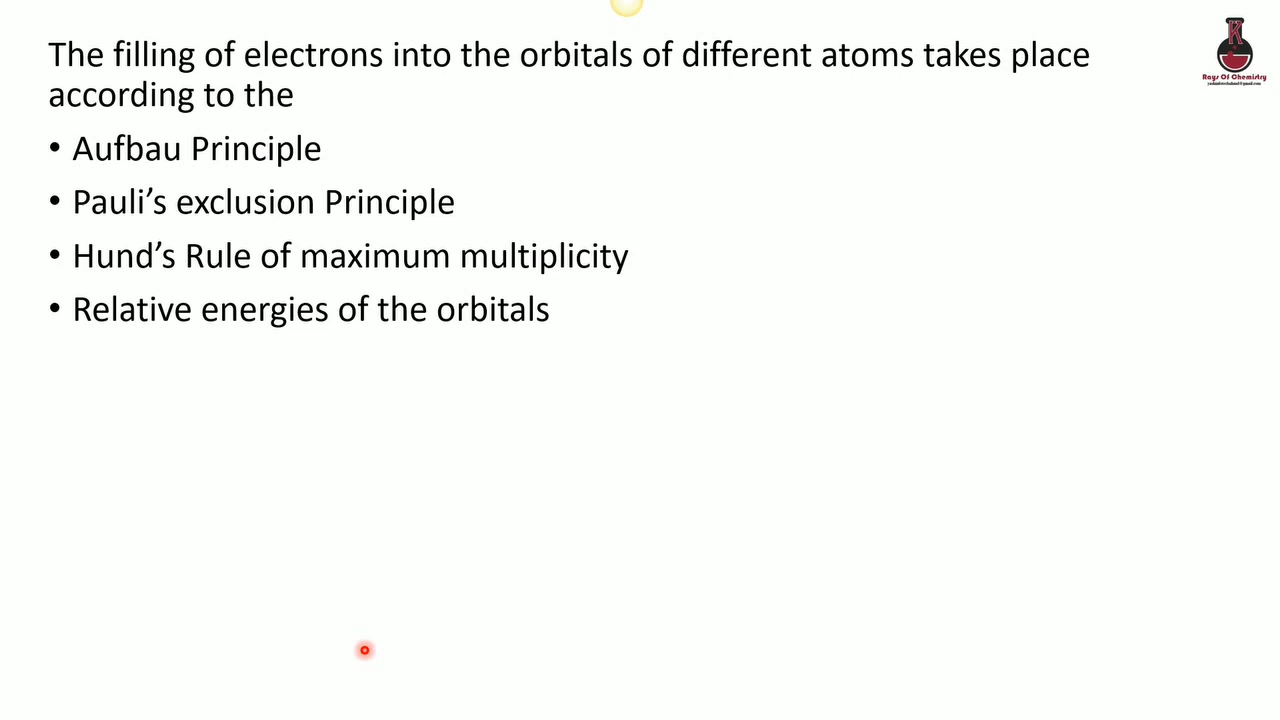 The filling of electrons into the orbitals of different atoms takes place
according to the
• Aufbau Principle
• Pauli’s exclusion Principle
• Hund’s Rule of maximum multiplicity
• Relative energies of the orbitals
K
Rays Of Chemistry